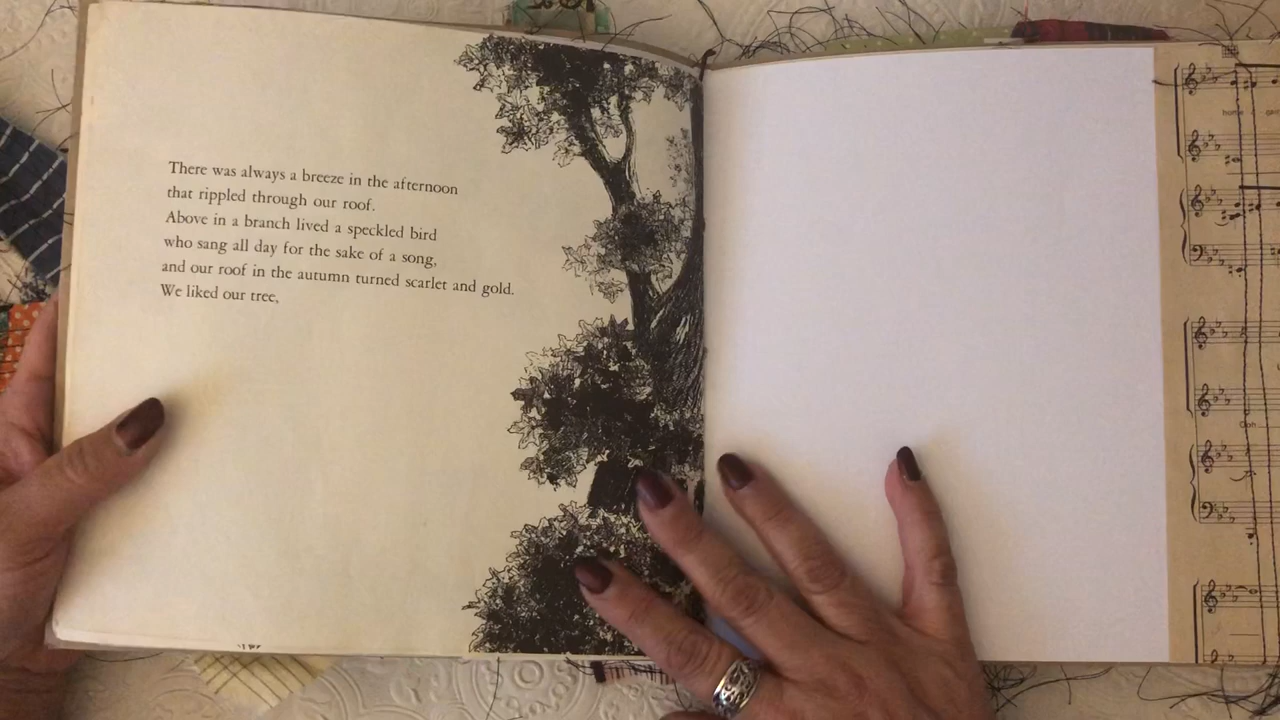 There was always a breeze in the afternoon
that rippled through our roof.
Above in a branch lived a speckled bird
who sang all day for the sake of a song,
and our roof in the autumn turned scarlet and gold.
We liked our tree,
Ooh